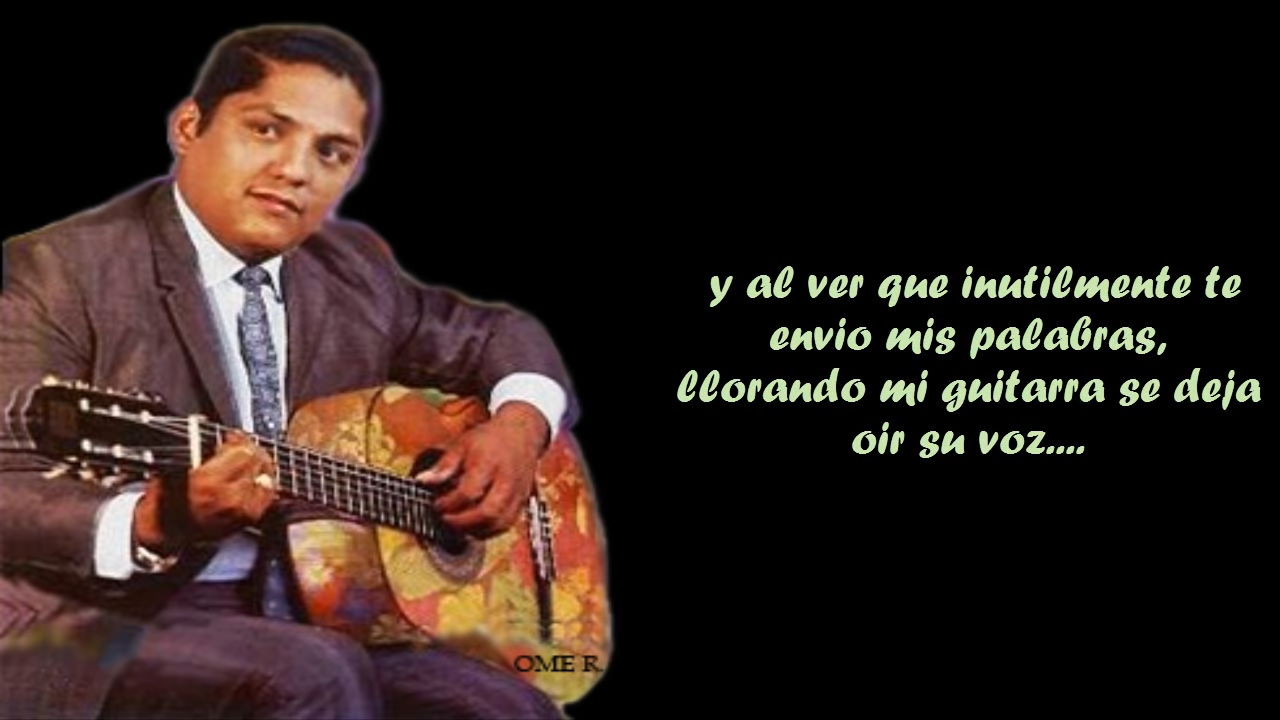 y al ver que inutilmente te
envio mis palabras,
llorando mi guitarra se deja
oir su voz....
OME R.